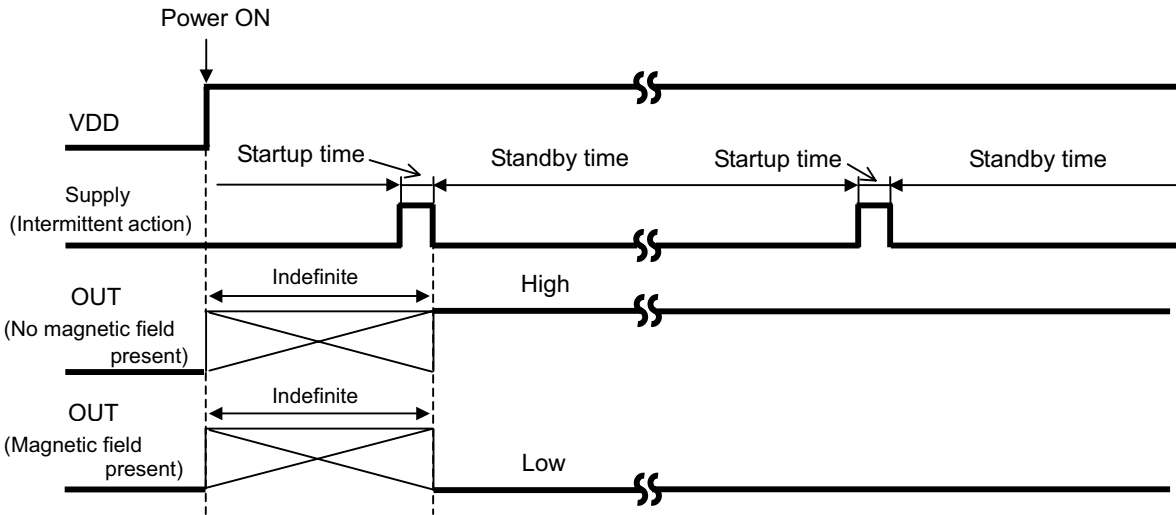 Power ON
VDD
Startup time
Standby time
Startup time
Standby time
Supply
(Intermittent action)
Indefinite
High
OUT
(No magnetic field
present)
Indefinite
OUT
(Magnetic field
present)
Low